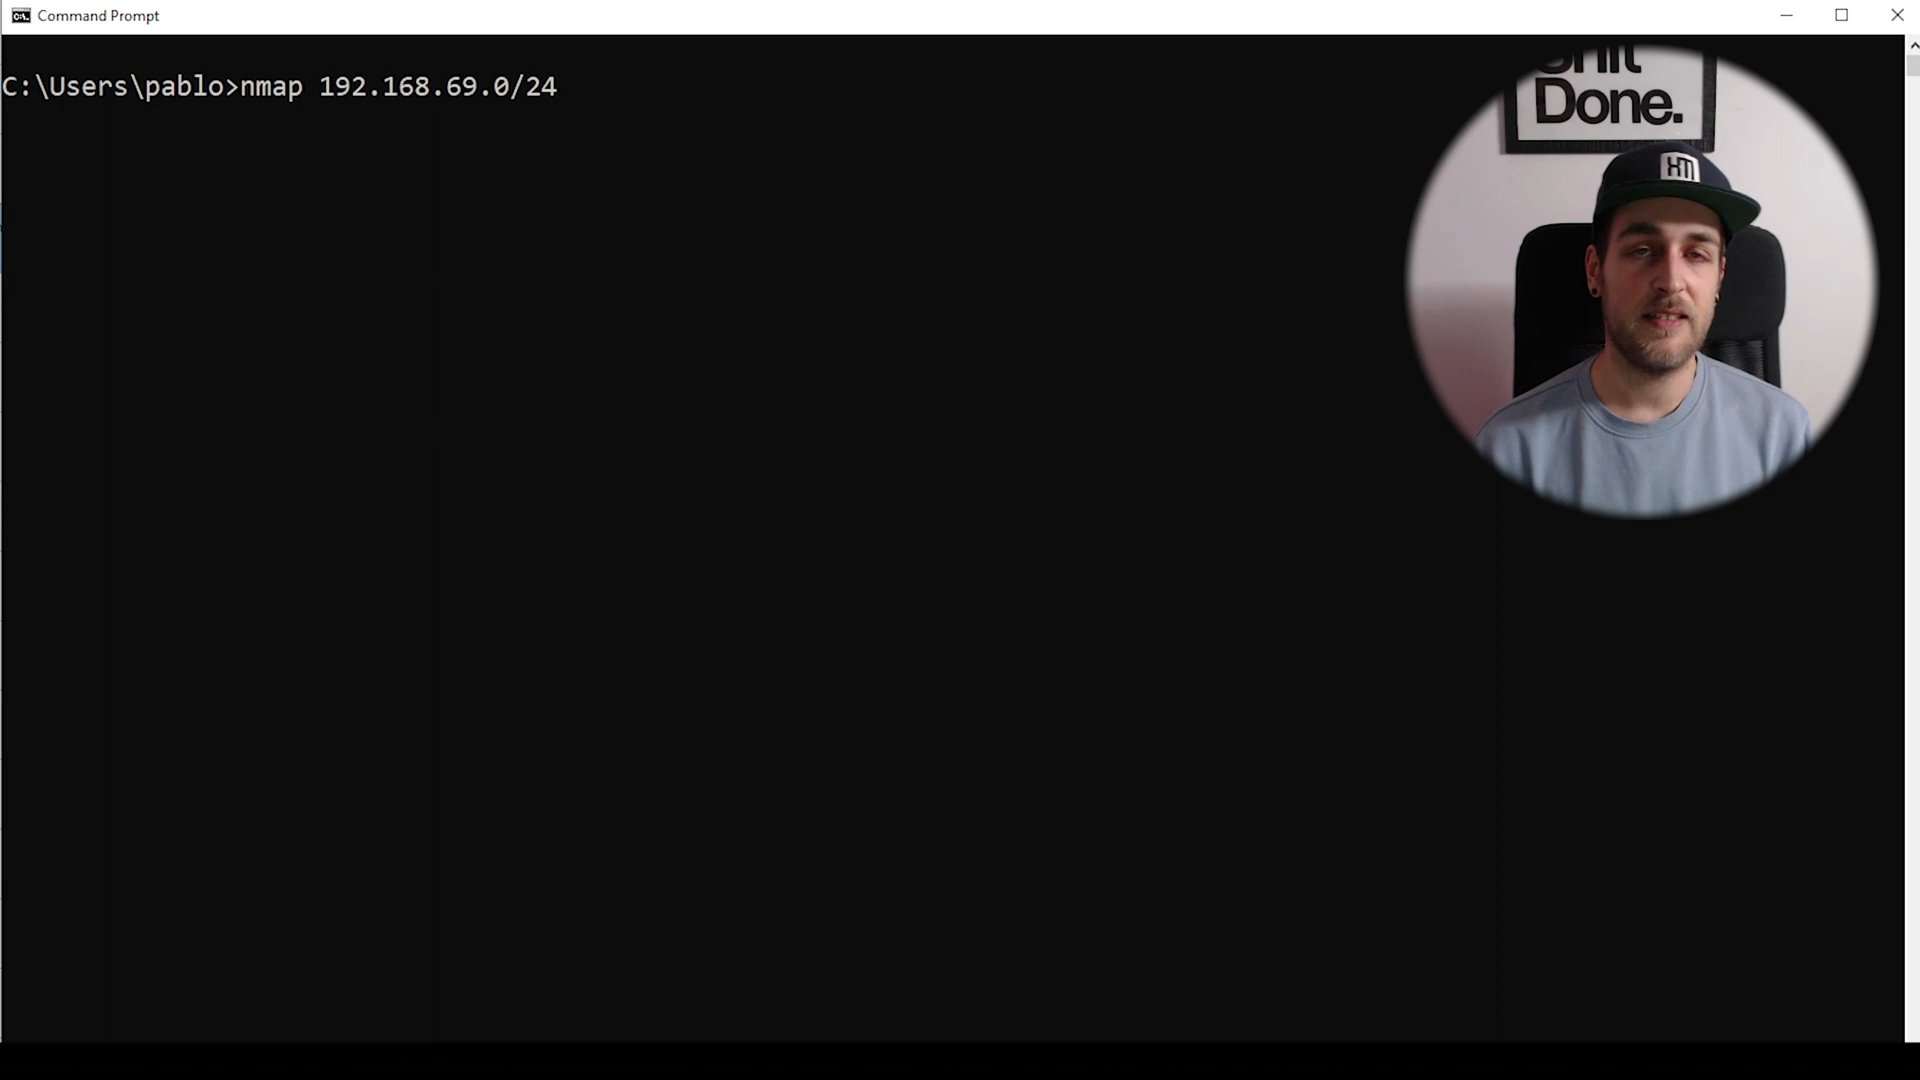 Command Prompt
C:\Users\pablo>nmap 192.168.69.0/24
Done.